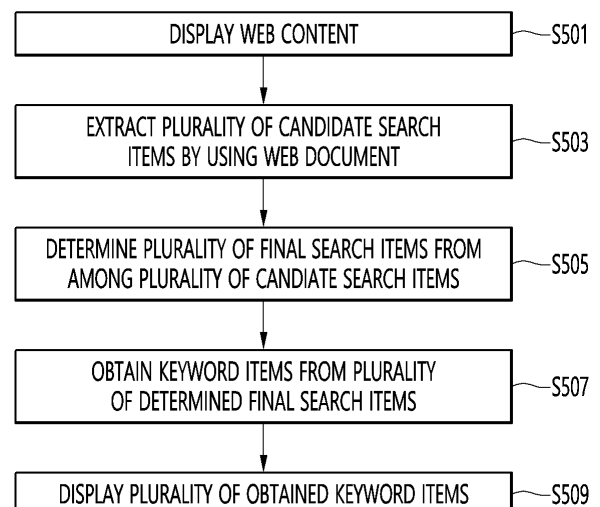 DISPLAY WEB CONTENT
S501
EXTRACT PLURALITY OF CANDIDATE SEARCH
ITEMS BY USING WEB DOCUMENT
S503
DETERMINE PLURALITY OF FINAL SEARCH ITEMS FROM
AMONG PLURALITY OF CANDIATE SEARCH ITEMS
S505
OBTAIN KEYWORD ITEMS FROM PLURALITY
OF DETERMINED FINAL SEARCH ITEMS
S507
DISPLAY PLURALITY OF OBTAINED KEYWORD ITEMS
S509